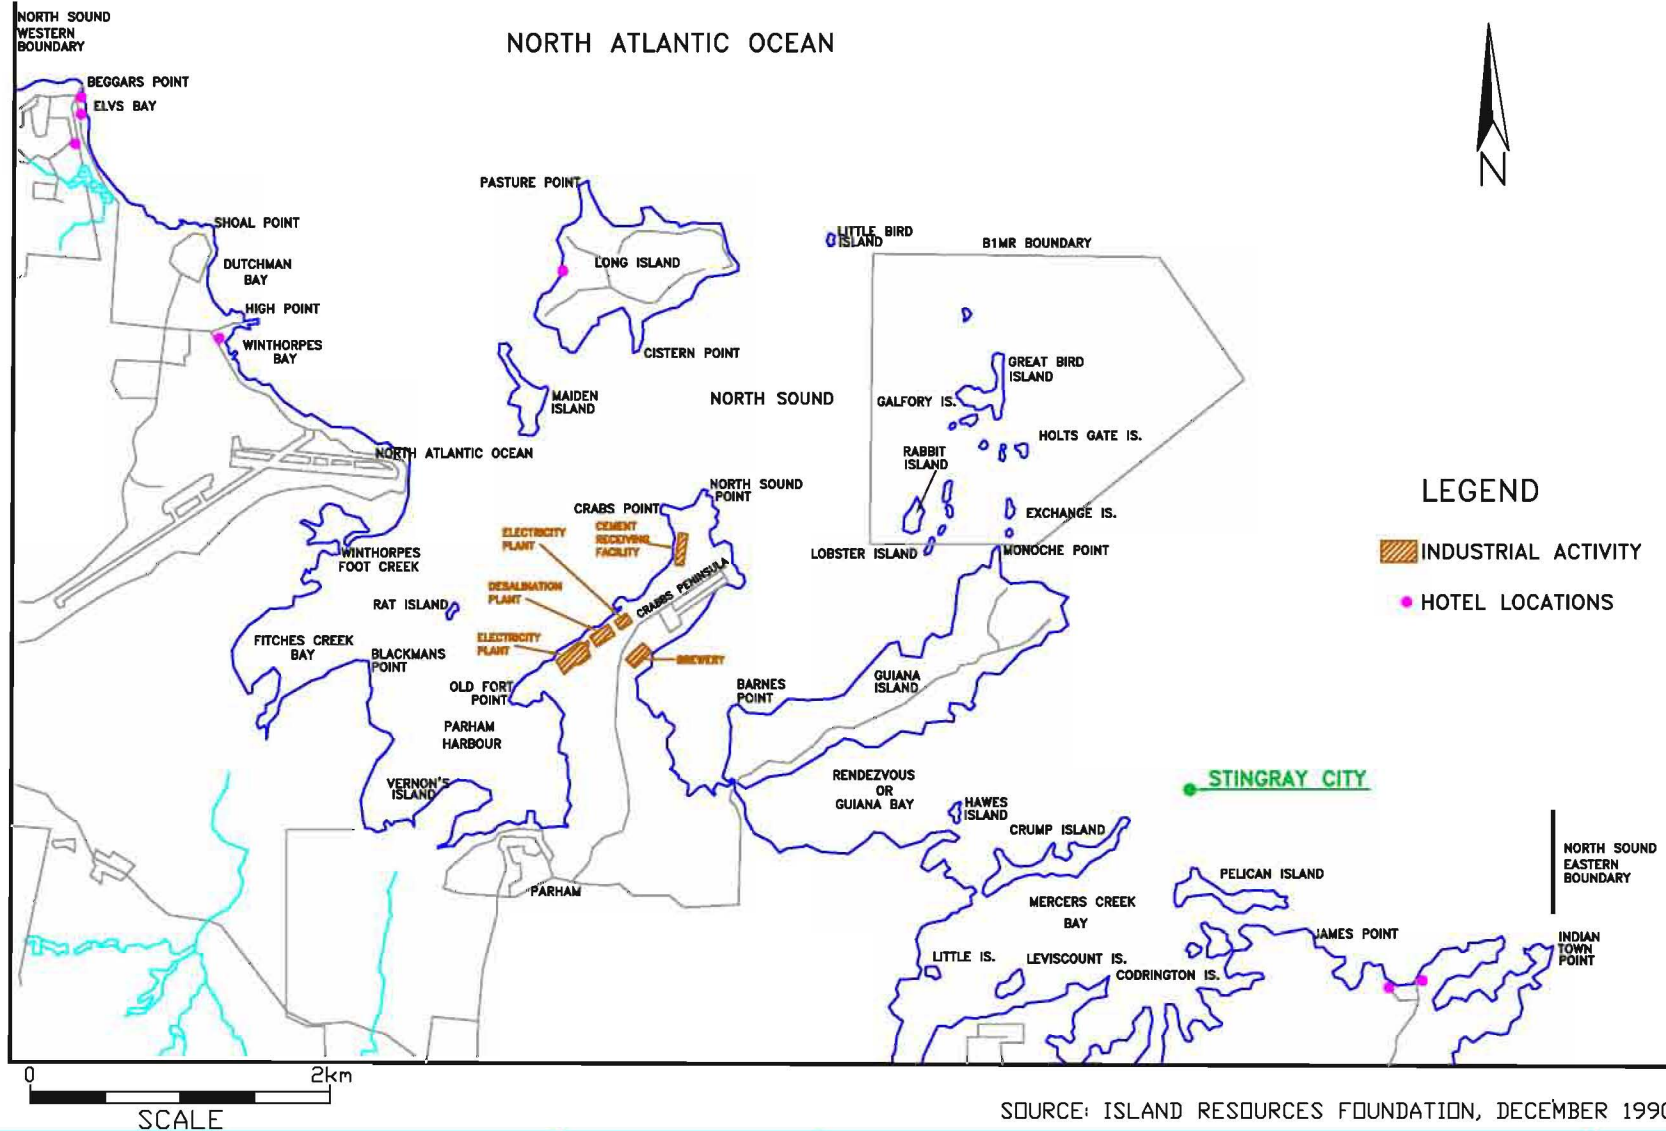 NORTH SOUND
WESTERN
BOUNDARY
NORTH ATLANTIC OCEAN
BEGGARS POINT
ELVS BAY
N
PASTURE POINT
SHOAL POINT
LITTLE BIRD
ISLAND
B1MR BOUNDARY
DUTCHMAN
BAY
LONG ISLAND
HIGH POINT
WINTHORPES
BAY
CISTERN POINT
GREAT BIRD
ISLAND
MAIDEN
ISLAND
NORTH SOUND
GALFORY IS.
HOLTS GATE IS.
NORTH ATLANTIC OCEAN
RABBIT
ISLAND
NORTH SOUND
POINT
CRABS POINT
EXCHANGE IS.
LEGEND
INDUSTRIAL ACTIVITY
HOTEL LOCATIONS
ELECTRICITY
PLANT
CEMENT
RECEIVING
FACILITY
LOBSTER ISLAND
MONOCHE POINT
WINTHORPES
FOOT CREEK
CRABBS PENINSULA
DESALINATION
PLANT
RAT ISLAND
FITCHES CREEK
BAY
ELECTRICITY
PLANT
BLACKMANS
POINT
BREWERY
OLD FORT
POINT
BARNES
POINT
GUIANA
ISLAND
PARHAM
HARBOUR
VERNON'S
ISLAND
RENDEZVOUS
OR
GUIANA BAY
STINGRAY CITY
HAWES
ISLAND
CRUMP ISLAND
NORTH SOUND
EASTERN
BOUNDARY
PARHAM
PELICAN ISLAND
MERCERS CREEK
BAY
JAMES POINT
INDIAN
TOWN
POINT
LITTLE IS.
LEVISCOUNT IS.
CODRINGTON IS.
0 2km
SCALE
SOURCE: ISLAND RESOURCES FOUNDATION, DECEMBER 1990